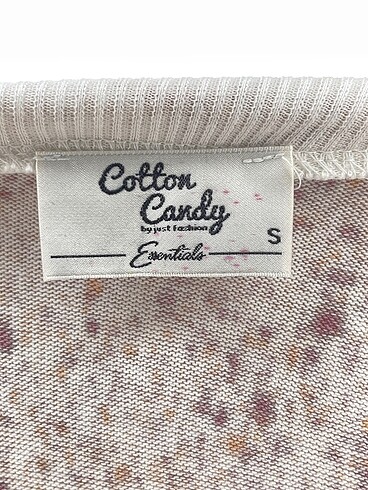 Cotton
Candy
by just fashion
S
Essentials